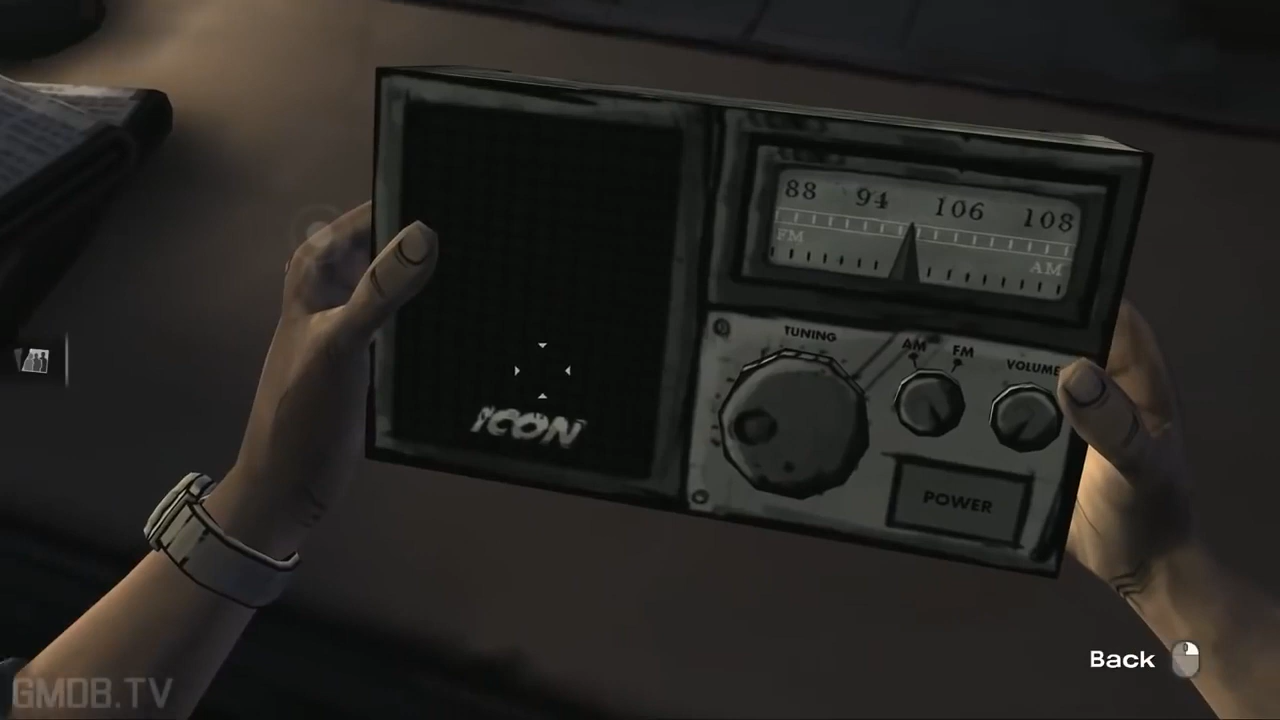 88 94 106 108
FM
AM
TUNING
AM FM
VOLUME
ICON
POWER
Back
GMDB.TV